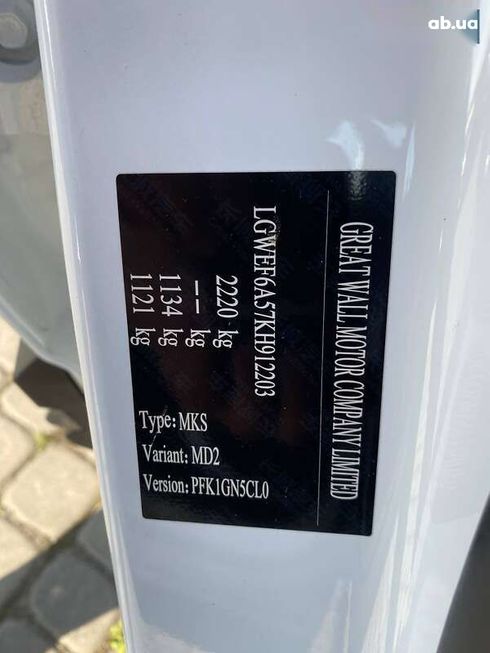 ab.ua
GREAT WALL MOTOR COMPANY LIMITED
LGWEF6A57KH912203
2220 kg
-- kg
1134 kg
1121 kg
Type: MKS
Variant: MD2
Version: PFK1GN5CL0